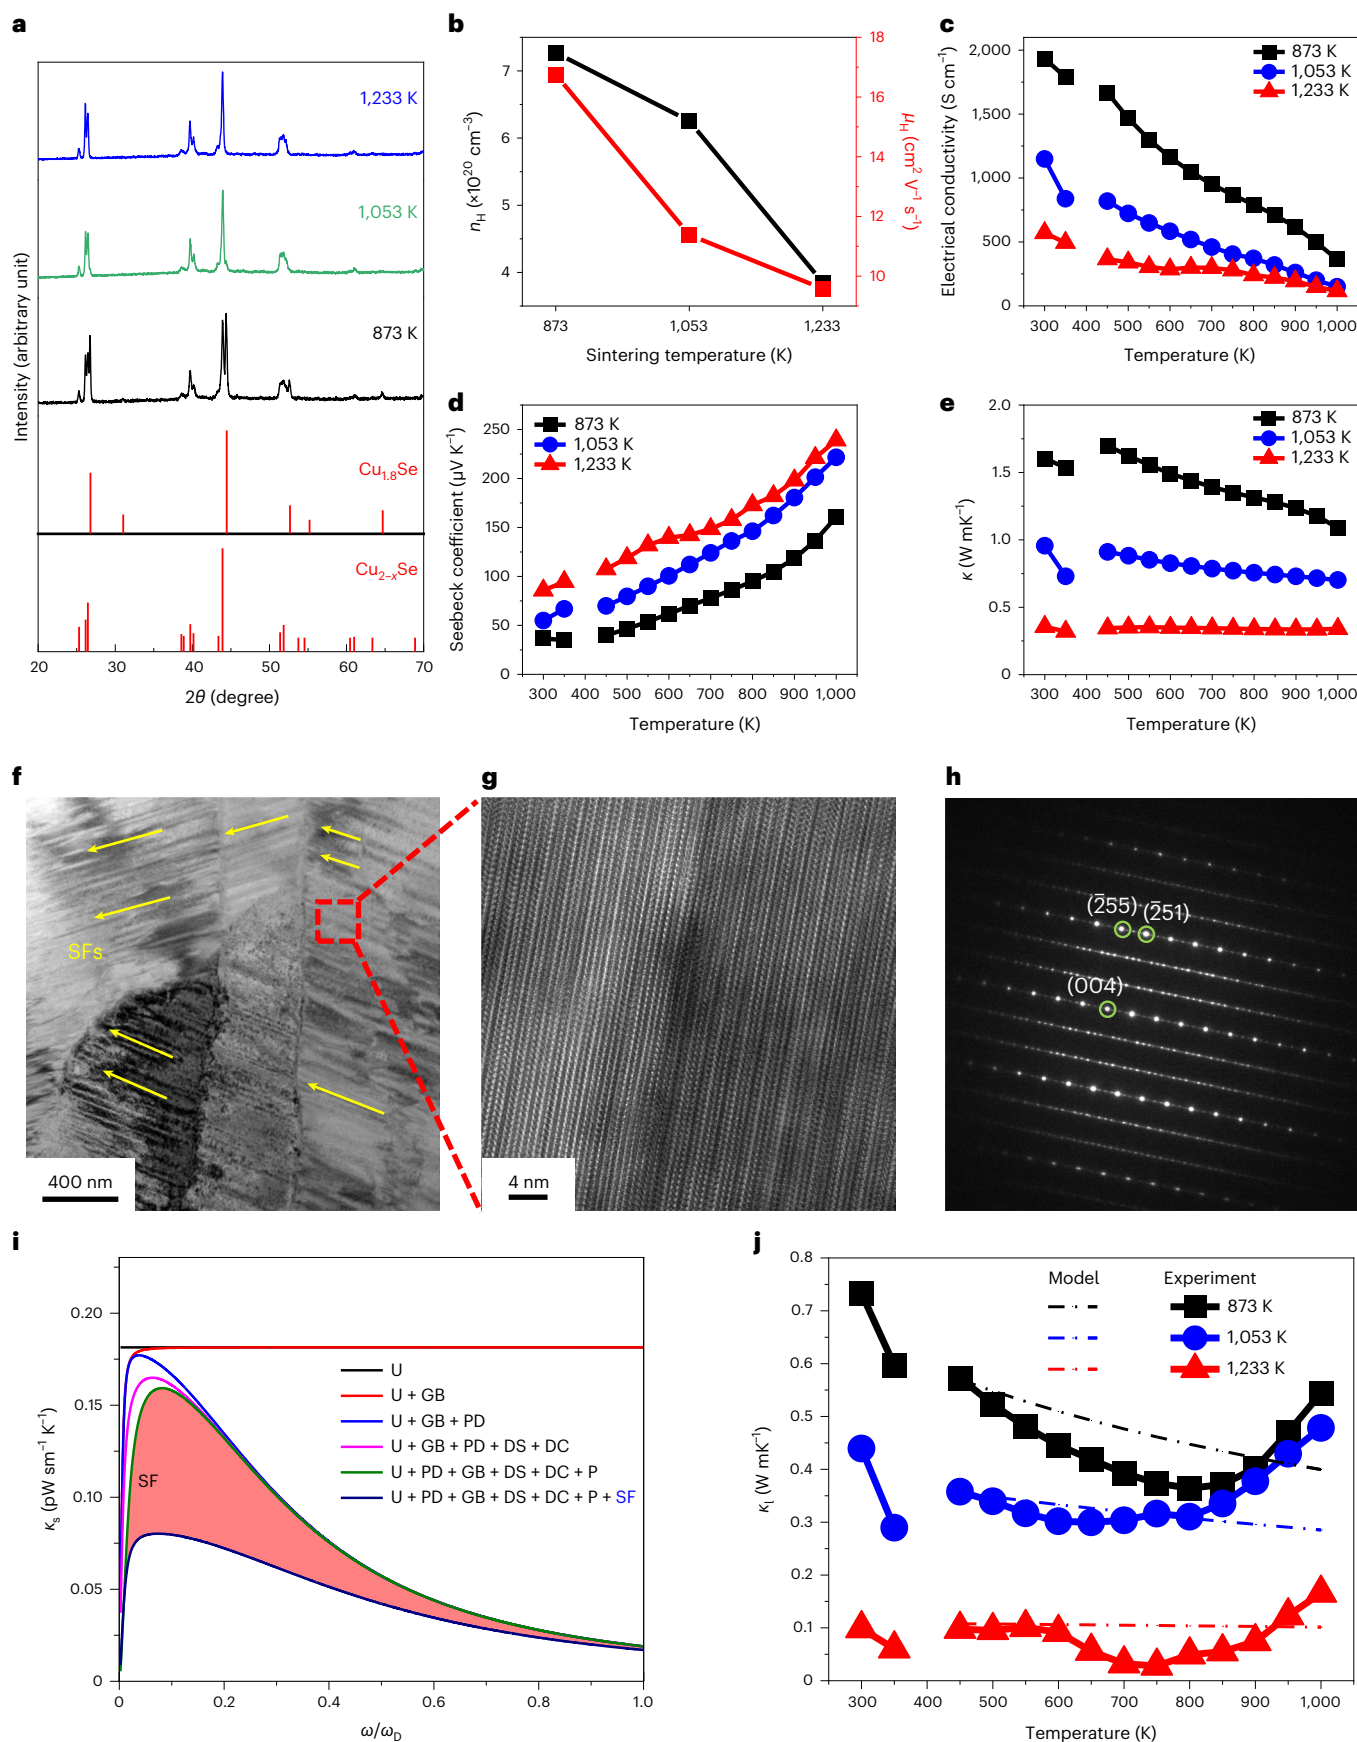 a
1,233 K
1,053 K
873 K
Cu1.8Se
Cu2−xSe
Intensity (arbitrary unit)
20 30 40 50 60 70
2θ (degree)
b
7
6
5
4
nH (×10²⁰ cm⁻³)
18
16
14
12
10
μH (cm² V⁻¹ s⁻¹)
873 1,053 1,233
Sintering temperature (K)
c
2,000
1,500
1,000
500
0
Electrical conductivity (S cm⁻¹)
873 K
1,053 K
1,233 K
300 400 500 600 700 800 900 1,000
Temperature (K)
d
250
200
150
100
50
0
Seebeck coefficient (μV K⁻¹)
873 K
1,053 K
1,233 K
300 400 500 600 700 800 900 1,000
Temperature (K)
e
2.0
1.5
1.0
0.5
0
κ (W mK⁻¹)
873 K
1,053 K
1,233 K
300 400 500 600 700 800 900 1,000
Temperature (K)
f
SFs
400 nm
g
4 nm
h
(2̅55) (2̅51)
(004)
i
0.20
0.15
0.10
0.05
0
κs (pW sm⁻¹ K⁻¹)
SF
U
U + GB
U + GB + PD
U + GB + PD + DS + DC
U + PD + GB + DS + DC + P
U + PD + GB + DS + DC + P + SF
0 0.2 0.4 0.6 0.8 1.0
ω/ωD
j
0.8
0.7
0.6
0.5
0.4
0.3
0.2
0.1
0
κl (W mK⁻¹)
Model Experiment
873 K
1,053 K
1,233 K
300 400 500 600 700 800 900 1,000
Temperature (K)